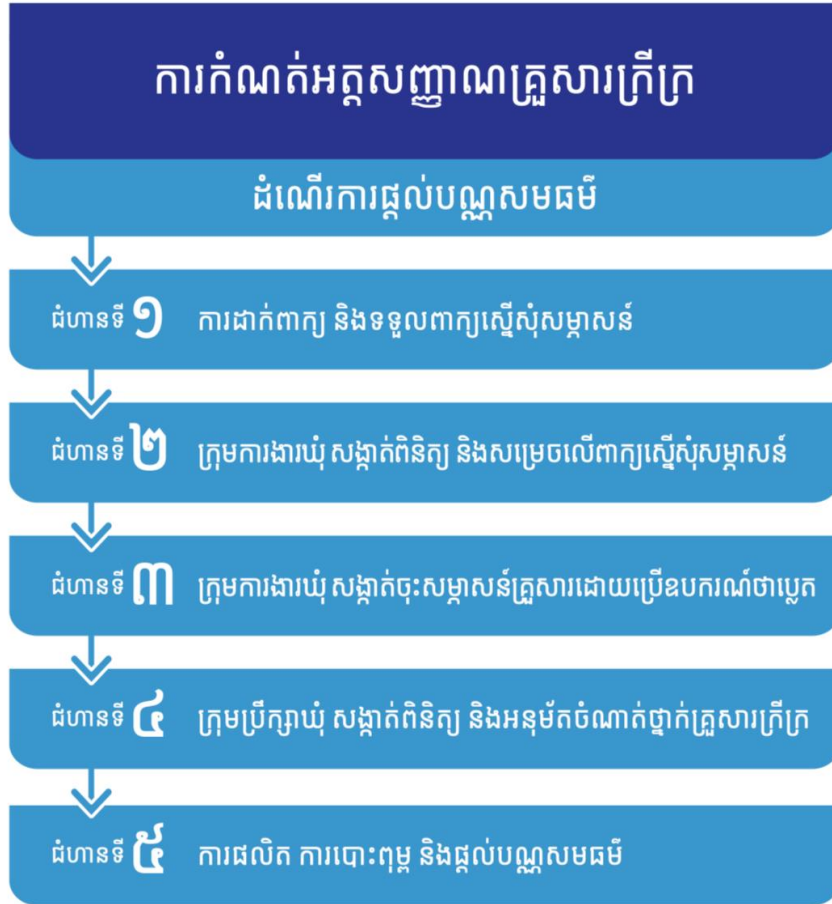 ការកំណត់អត្តសញ្ញាណគ្រួសារក្រីក្រ
ដំណើរការផ្តល់បណ្ណសមធម៌
ជំហានទី ១ ការដាក់ពាក្យ និងទទួលពាក្យស្នើសុំសម្ភាសន៍
ជំហានទី ២ ក្រុមការងារឃុំ សង្កាត់ពិនិត្យ និងសម្រេចលើពាក្យស្នើសុំសម្ភាសន៍
ជំហានទី ៣ ក្រុមការងារឃុំ សង្កាត់ចុះសម្ភាសន៍គ្រួសារដោយប្រើឧបករណ៍ថាប្លេត
ជំហានទី ៤ ក្រុមប្រឹក្សាឃុំ សង្កាត់ពិនិត្យ និងអនុម័តចំណាត់ថ្នាក់គ្រួសារក្រីក្រ
ជំហានទី ៥ ការផលិត ការបោះពុម្ព និងផ្តល់បណ្ណសមធម៌